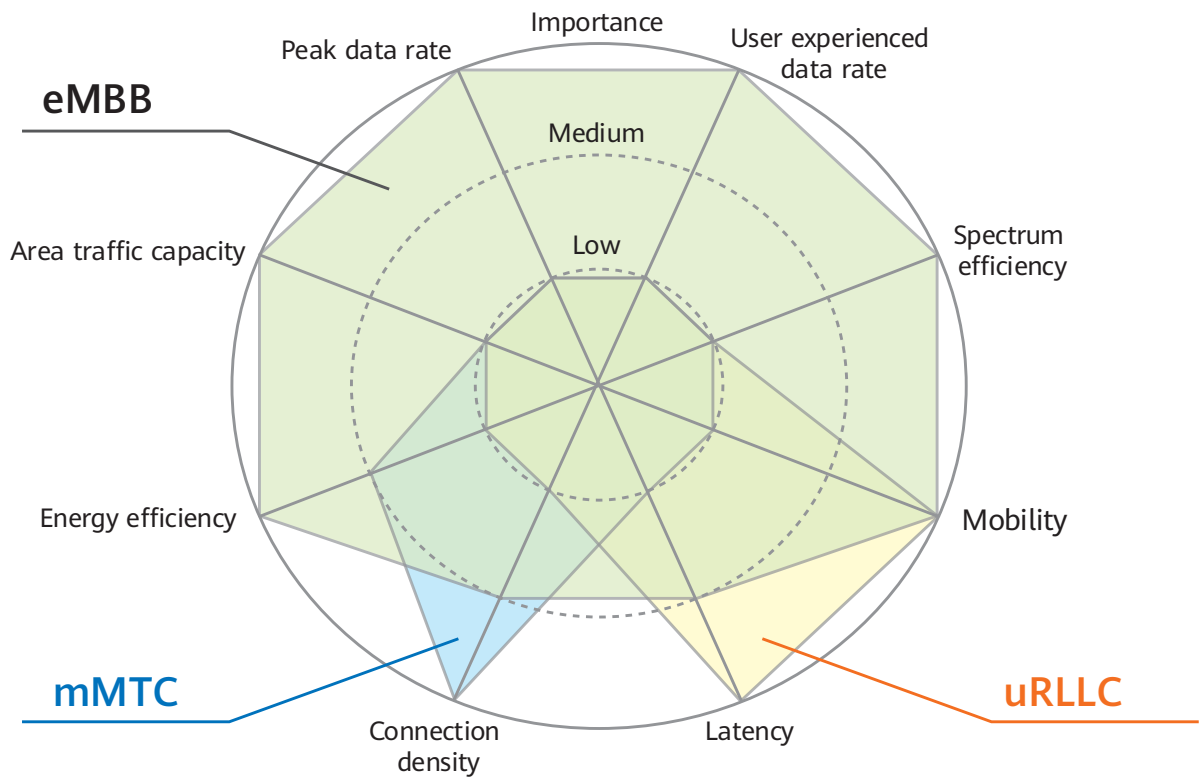 Importance
Peak data rate
User experienced
data rate
eMBB
Medium
Low
Area traffic capacity
Spectrum
efficiency
Energy efficiency
Mobility
mMTC
uRLLC
Connection
density
Latency